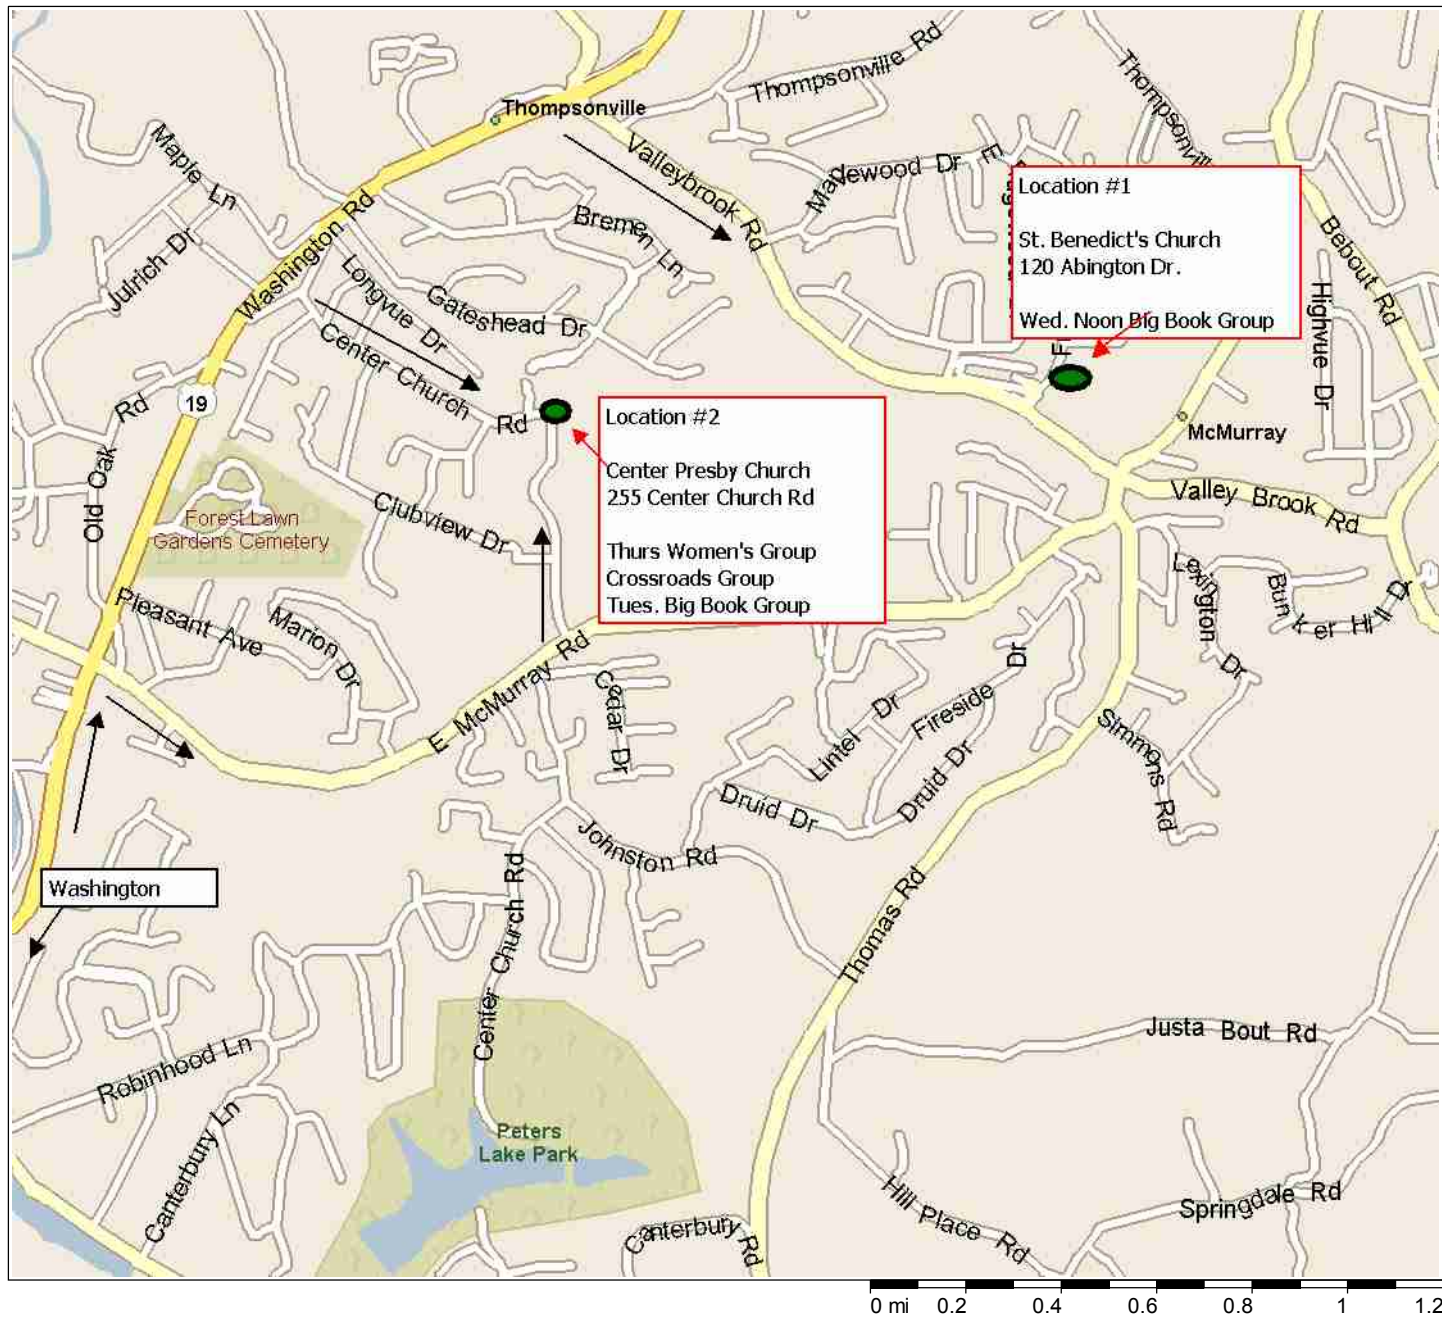 Thompsonville Rd
Thompsonville
Thompsonvill
Maple Ln
Valleybrook Rd
Maplewood Dr
Location #1
St. Benedict's Church
120 Abington Dr.
Wed. Noon Big Book Group
Washington Rd
Bremen Ln
Bebout Rd
Julrich Dr
Longvue Dr
Gateshead Dr
Highvue Dr
Center Church Rd
19
Old Oak Rd
Location #2
Center Presby Church
255 Center Church Rd
Thurs Women's Group
Crossroads Group
Tues. Big Book Group
McMurray
Valley Brook Rd
Forest Lawn
Gardens Cemetery
Clubview Dr
Lexington Dr
Bunker Hill Dr
Pleasant Ave
Marion Dr
E McMurray Rd
Cedar Dr
Lintel Dr
Fireside Dr
Simmons Rd
Druid Dr
Druid Dr
Johnston Rd
Washington
Center Church Rd
Thomas Rd
Justa Bout Rd
Robinhood Ln
Canterbury Ln
Peters
Lake Park
Hill Place Rd
Springdale Rd
Canterbury Rd
0 mi 0.2 0.4 0.6 0.8 1 1.2